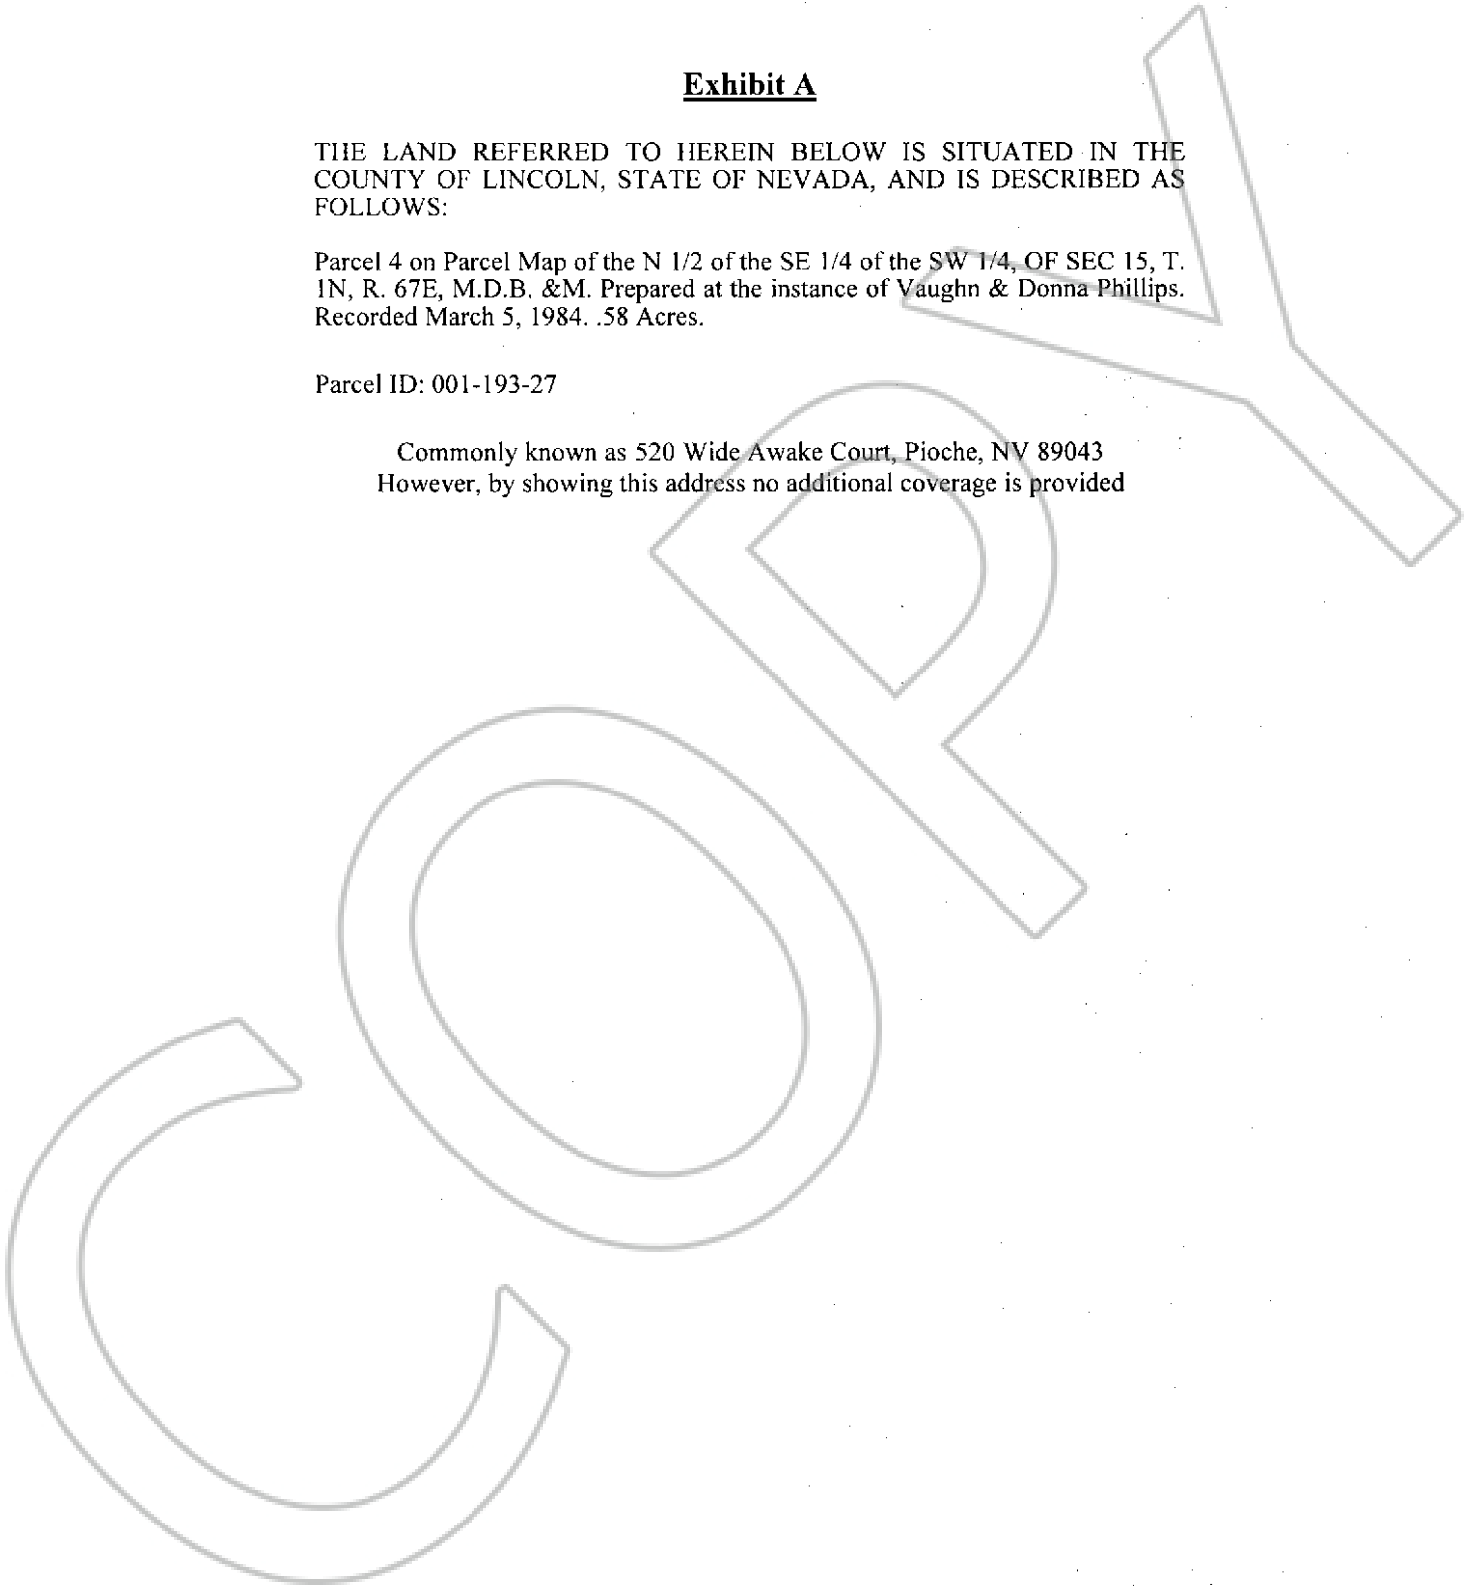 Exhibit A
THE LAND REFERRED TO HEREIN BELOW IS SITUATED IN THE
COUNTY OF LINCOLN, STATE OF NEVADA, AND IS DESCRIBED AS
FOLLOWS:
Parcel 4 on Parcel Map of the N 1/2 of the SE 1/4 of the SW 1/4, OF SEC 15, T.
1N, R. 67E, M.D.B. &M. Prepared at the instance of Vaughn & Donna Phillips.
Recorded March 5, 1984. .58 Acres.
Parcel ID: 001-193-27
Commonly known as 520 Wide Awake Court, Pioche, NV 89043
However, by showing this address no additional coverage is provided
COPY